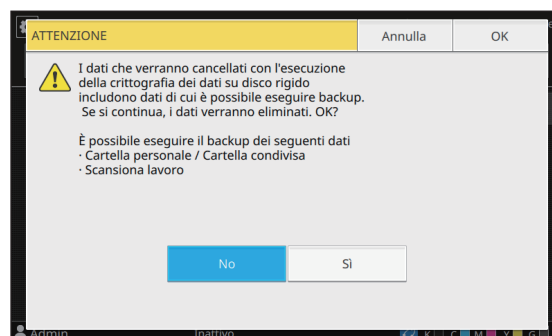 ATTENZIONE
Annulla
OK
I dati che verranno cancellati con l'esecuzione
della crittografia dei dati su disco rigido
includono dati di cui è possibile eseguire backup.
Se si continua, i dati verranno eliminati. OK?
È possibile eseguire il backup dei seguenti dati
· Cartella personale / Cartella condivisa
· Scansiona lavoro
No
Sì
Admin
Inattivo
K C M Y G